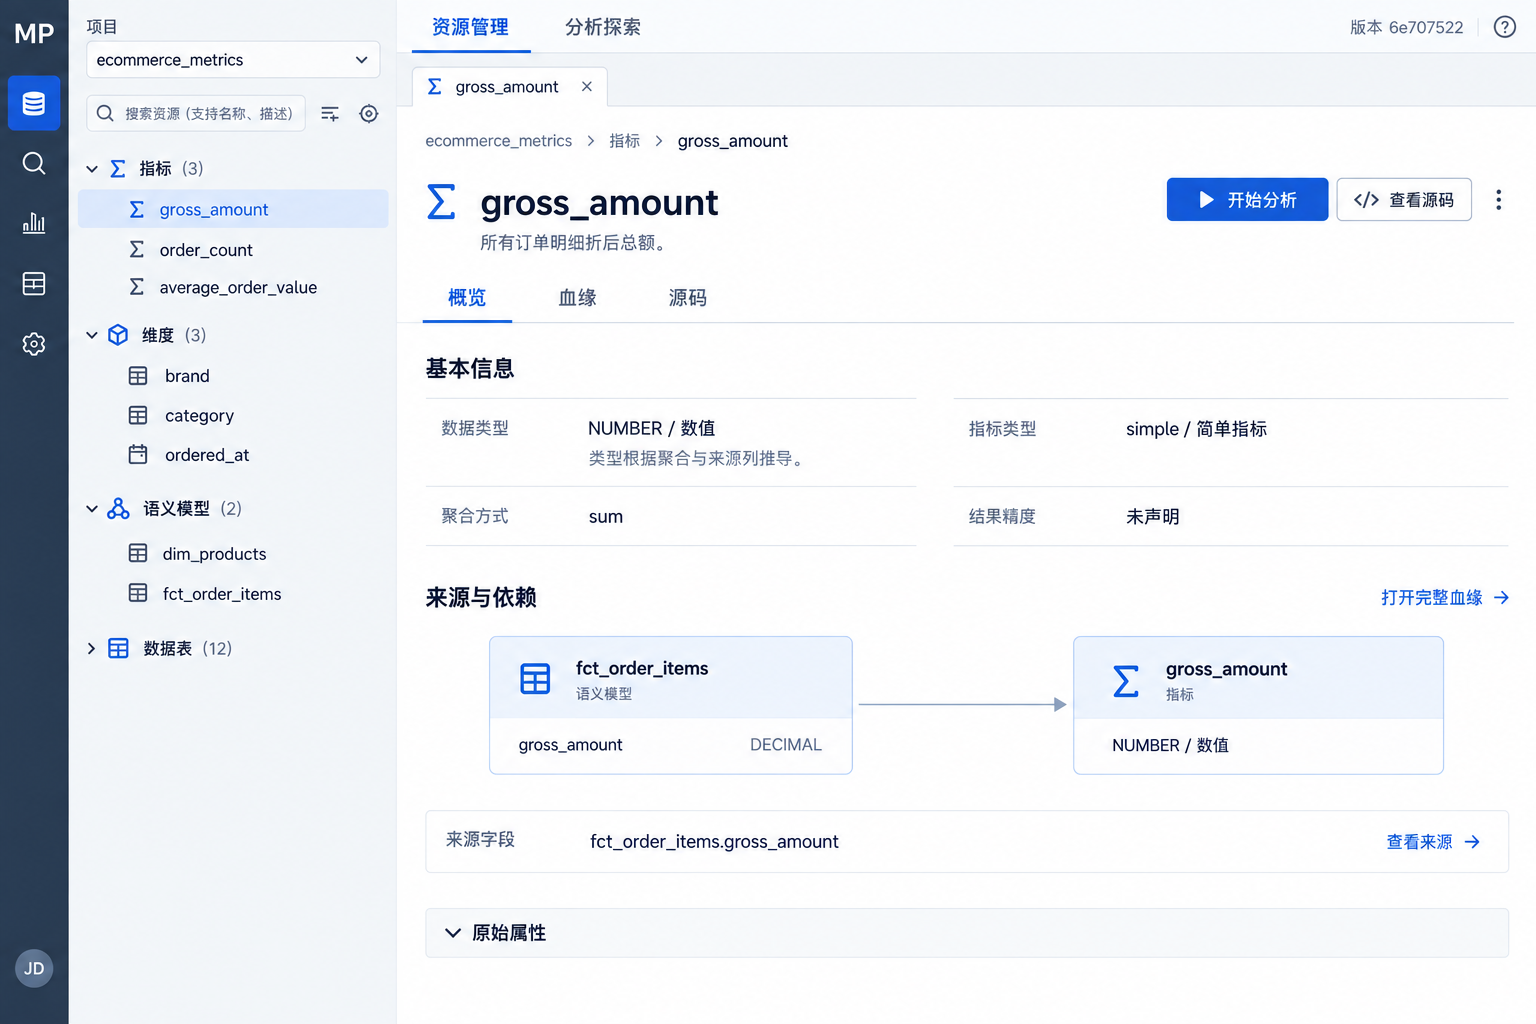 MP
JD
项目
ecommerce_metrics
搜索资源 (支持名称、描述)
指标 (3)
gross_amount
order_count
average_order_value
维度 (3)
brand
category
ordered_at
语义模型 (2)
dim_products
fct_order_items
数据表 (12)
资源管理 分析探索 版本 6e707522
gross_amount
ecommerce_metrics > 指标 > gross_amount
gross_amount
所有订单明细折后总额。
开始分析 </> 查看源码
概览 血缘 源码
基本信息
数据类型 NUMBER / 数值
类型根据聚合与来源列推导。
指标类型 simple / 简单指标
聚合方式 sum
结果精度 未声明
来源与依赖 打开完整血缘 →
fct_order_items
语义模型
gross_amount DECIMAL
gross_amount
指标
NUMBER / 数值
来源字段 fct_order_items.gross_amount 查看来源 →
原始属性